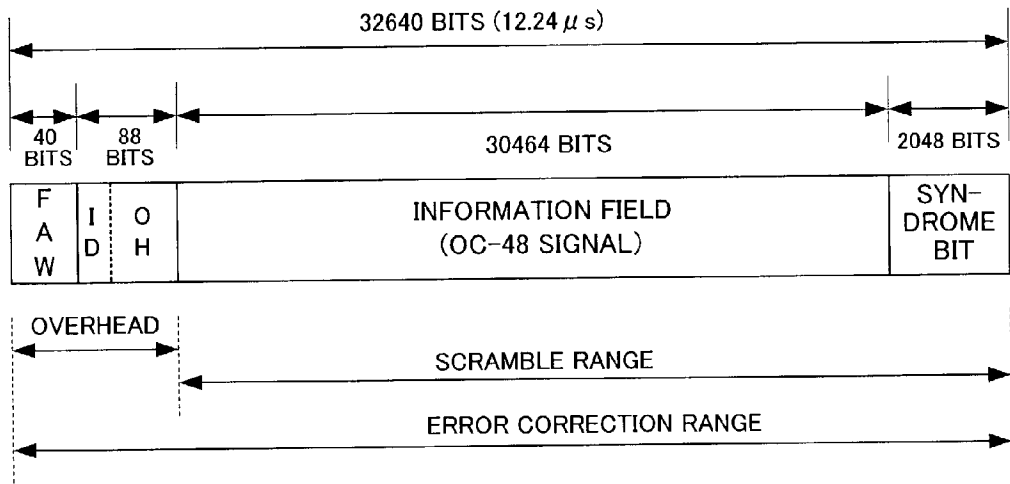 32640 BITS (12.24 μ s)
40
BITS
88
BITS
30464 BITS
2048 BITS
F
A
W
I
D
O
H
INFORMATION FIELD
(OC-48 SIGNAL)
SYN-
DROME
BIT
OVERHEAD
SCRAMBLE RANGE
ERROR CORRECTION RANGE